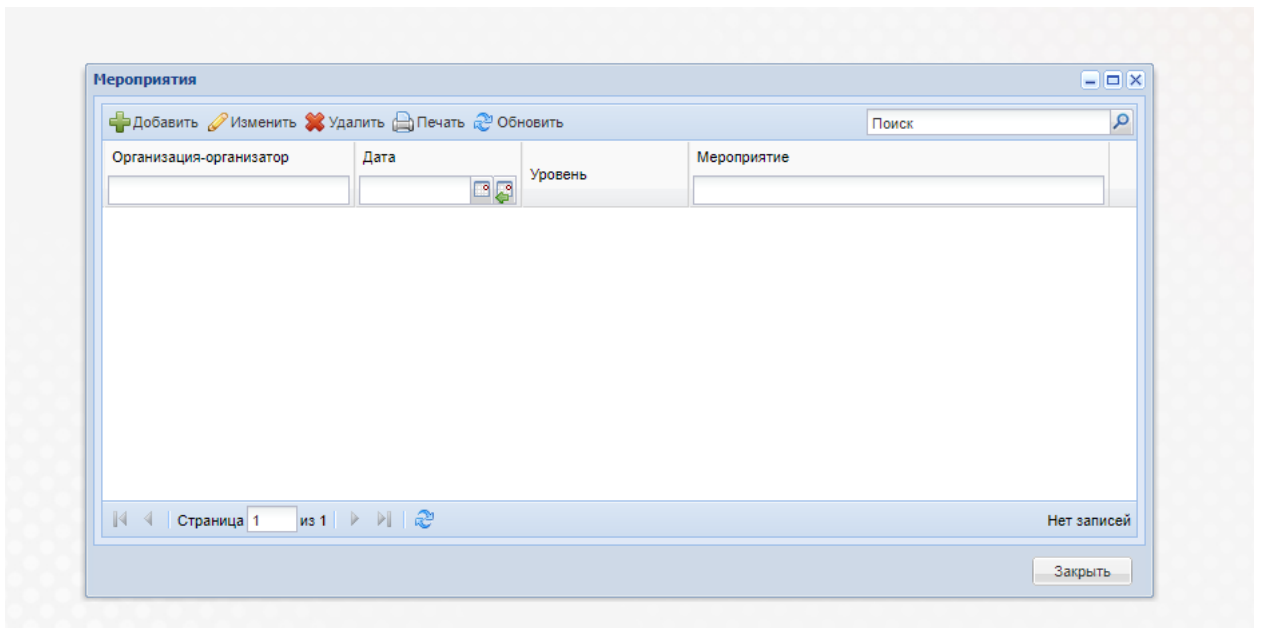 Мероприятия
Добавить Изменить Удалить Печать Обновить Поиск
Организация-организатор Дата Уровень Мероприятие
Страница 1 из 1 Нет записей
Закрыть